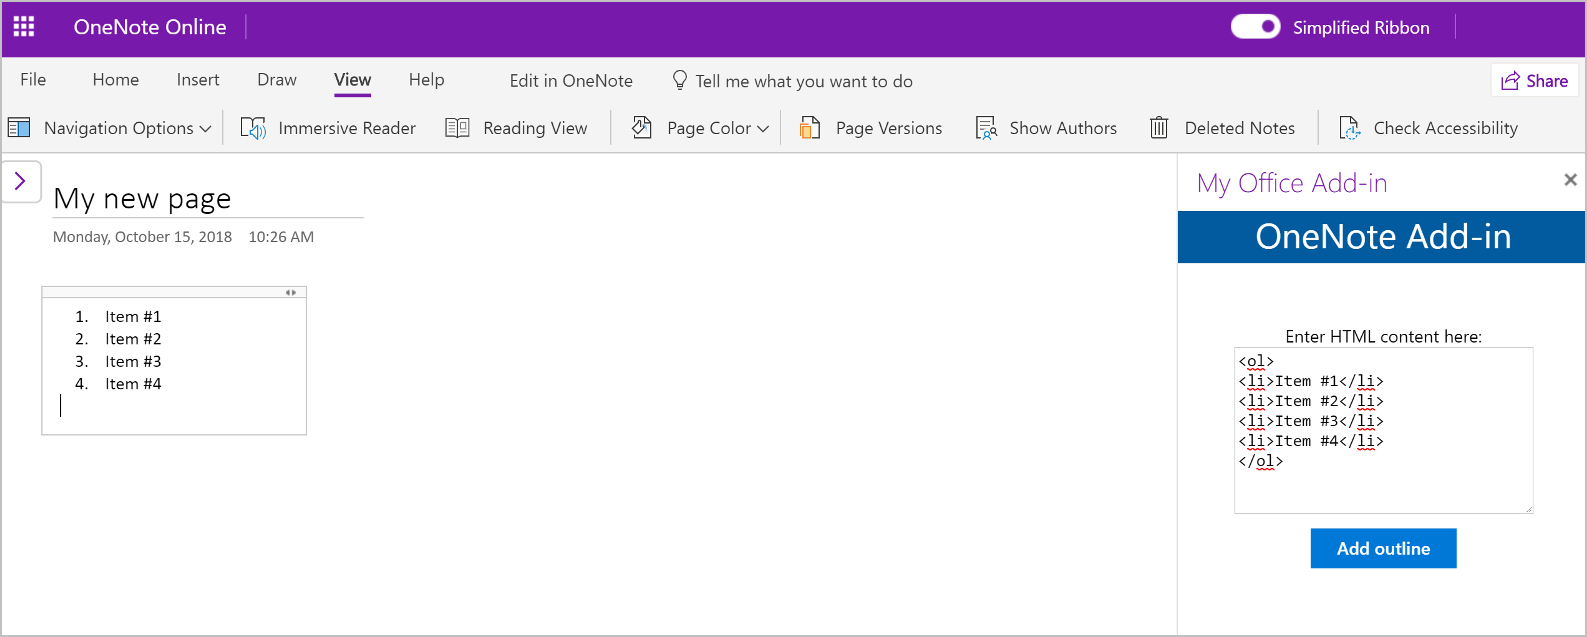 OneNote Online
Simplified Ribbon
File Home Insert Draw View Help Edit in OneNote Tell me what you want to do Share
Navigation Options Immersive Reader Reading View Page Color Page Versions Show Authors Deleted Notes Check Accessibility
My new page
Monday, October 15, 2018 10:26 AM
1. Item #1
2. Item #2
3. Item #3
4. Item #4
My Office Add-in
OneNote Add-in
Enter HTML content here:
<ol>
<li>Item #1</li>
<li>Item #2</li>
<li>Item #3</li>
<li>Item #4</li>
</ol>
Add outline